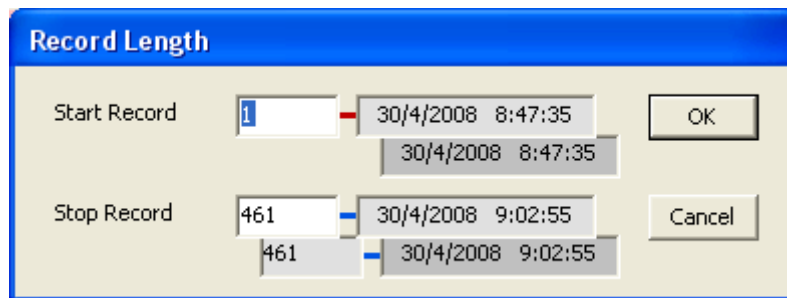 Record Length
Start Record 1 30/4/2008 8:47:35 OK
30/4/2008 8:47:35
Stop Record 461 30/4/2008 9:02:55 Cancel
461 30/4/2008 9:02:55